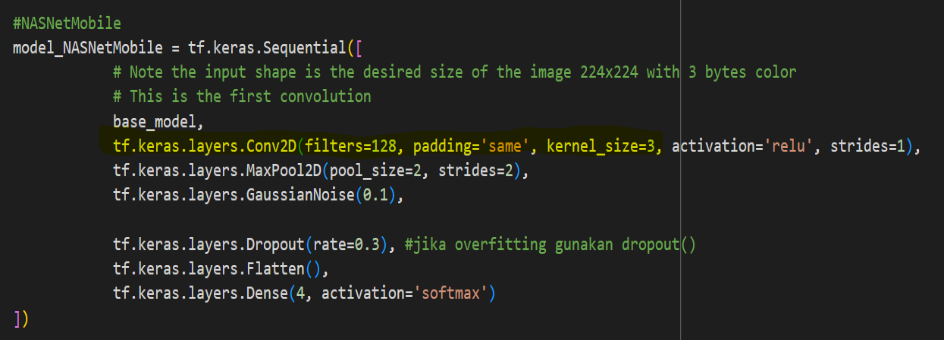 #NASNetMobile
model_NASNetMobile = tf.keras.Sequential([
# Note the input shape is the desired size of the image 224x224 with 3 bytes color
# This is the first convolution
base_model,
tf.keras.layers.Conv2D(filters=128, padding='same', kernel_size=3, activation='relu', strides=1),
tf.keras.layers.MaxPool2D(pool_size=2, strides=2),
tf.keras.layers.GaussianNoise(0.1),
tf.keras.layers.Dropout(rate=0.3), #jika overfitting gunakan dropout()
tf.keras.layers.Flatten(),
tf.keras.layers.Dense(4, activation='softmax')
])